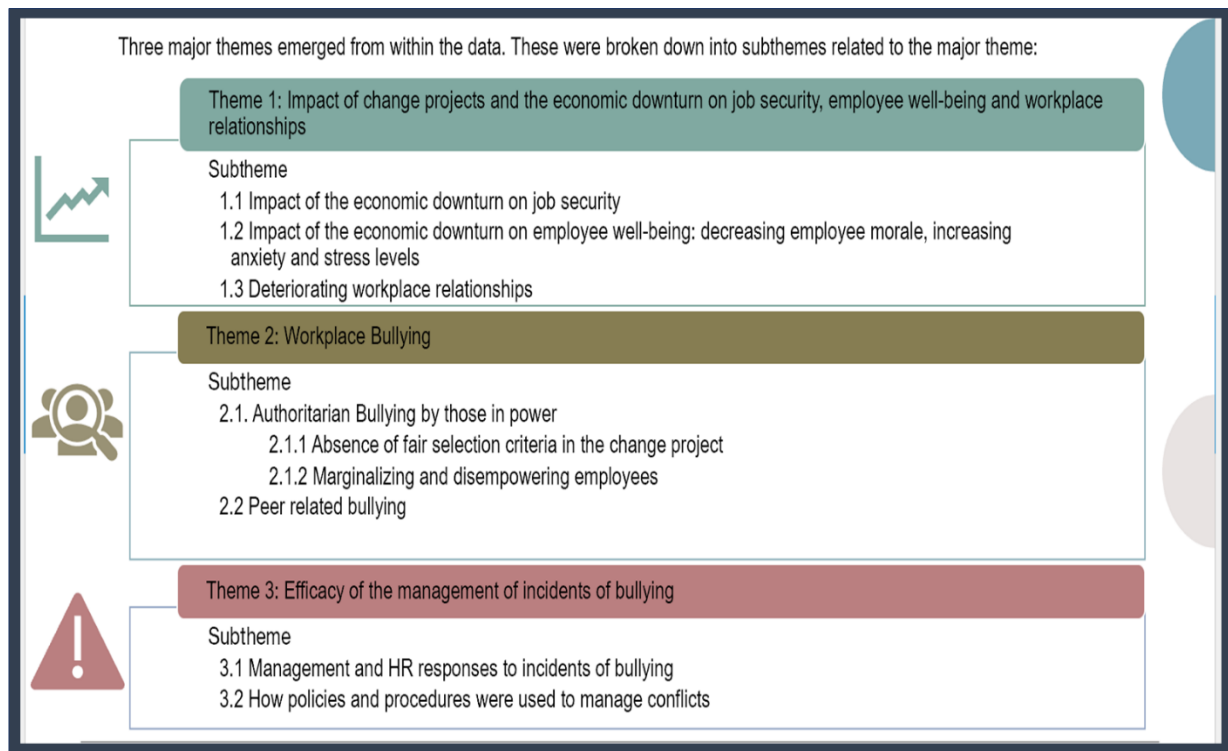 Three major themes emerged from within the data. These were broken down into subthemes related to the major theme:
Theme 1: Impact of change projects and the economic downturn on job security, employee well-being and workplace
relationships
Subtheme
1.1 Impact of the economic downturn on job security
1.2 Impact of the economic downturn on employee well-being: decreasing employee morale, increasing
anxiety and stress levels
1.3 Deteriorating workplace relationships
Theme 2: Workplace Bullying
Subtheme
2.1. Authoritarian Bullying by those in power
2.1.1 Absence of fair selection criteria in the change project
2.1.2 Marginalizing and disempowering employees
2.2 Peer related bullying
Theme 3: Efficacy of the management of incidents of bullying
Subtheme
3.1 Management and HR responses to incidents of bullying
3.2 How policies and procedures were used to manage conflicts